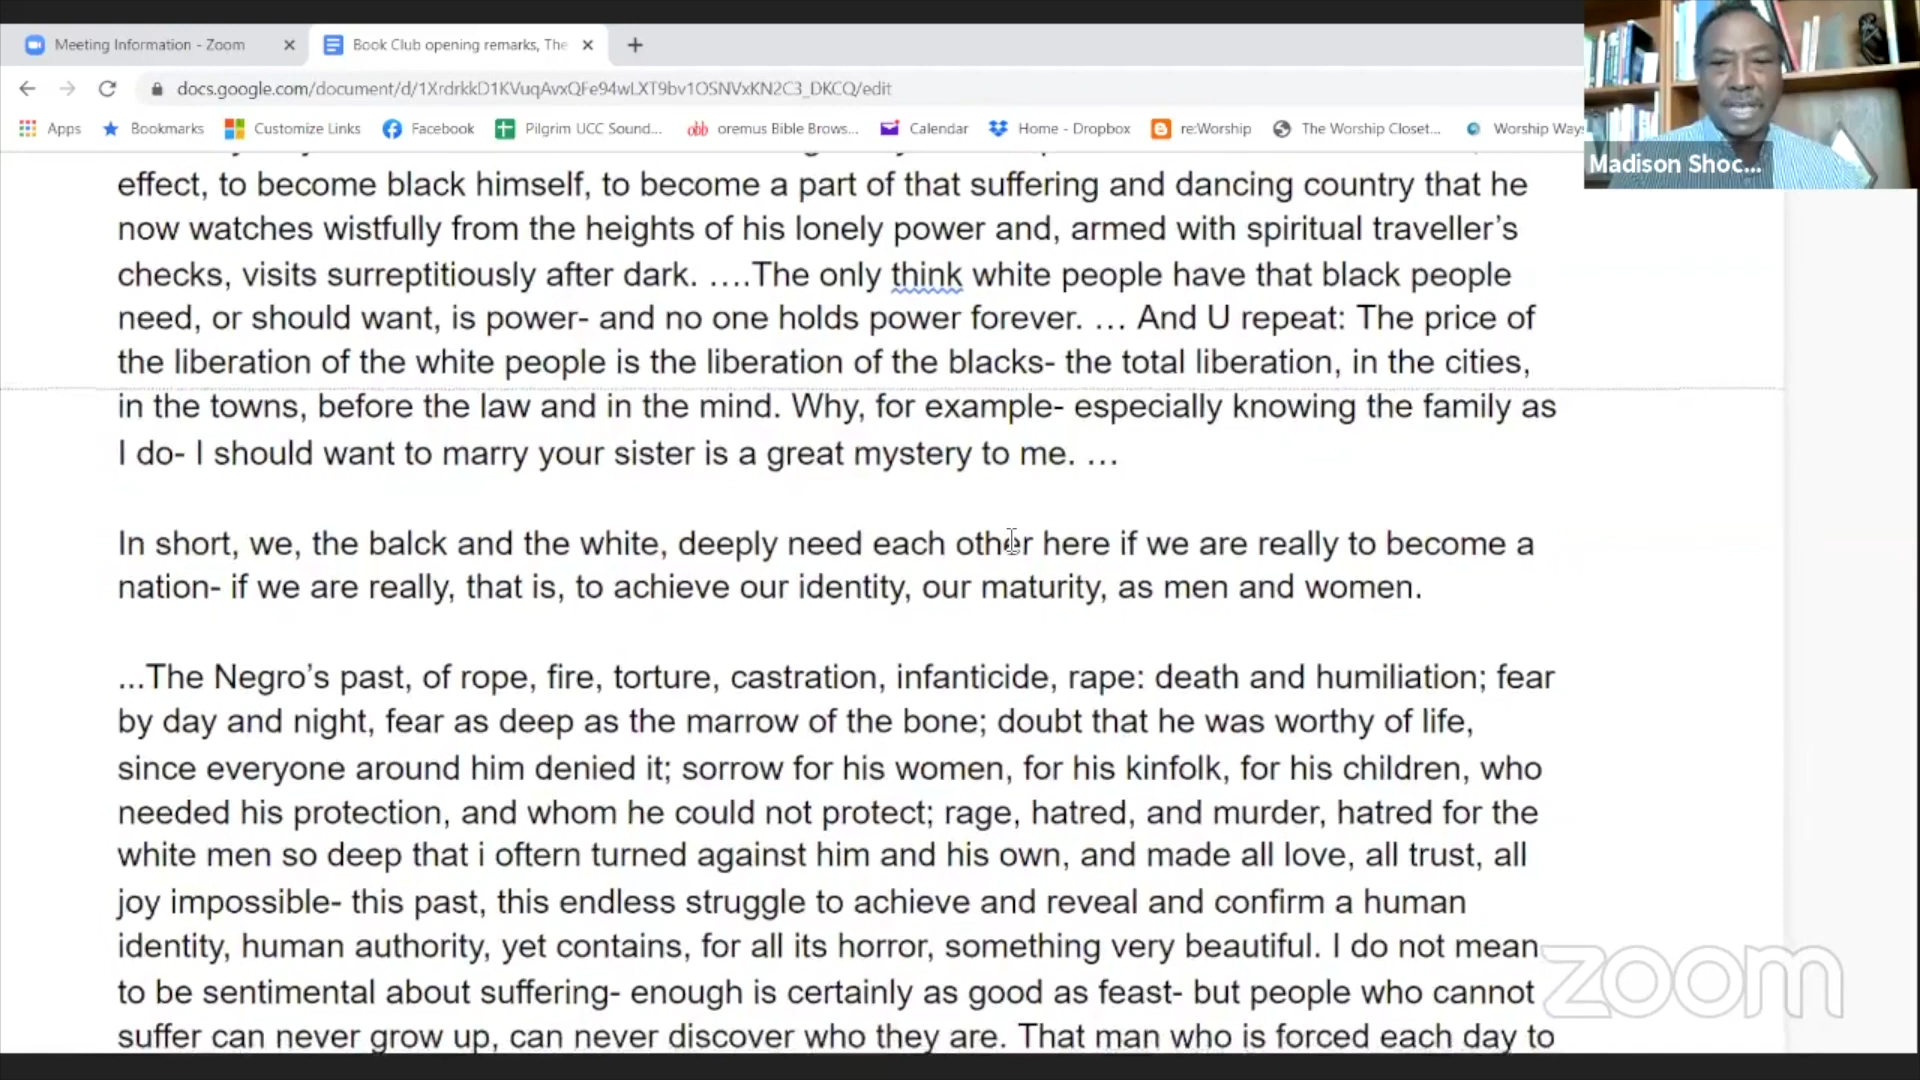 Meeting Information - Zoom
Book Club opening remarks, The
docs.google.com/document/d/1XrdrkkD1KVuqAvxQFe94wLXT9bv1OSNVxKN2C3_DKCQ/edit
Apps Bookmarks Customize Links Facebook Pilgrim UCC Sound... oremus Bible Brows... Calendar Home - Dropbox re:Worship The Worship Closet... Worship Ways
Madison Shoc...
effect, to become black himself, to become a part of that suffering and dancing country that he
now watches wistfully from the heights of his lonely power and, armed with spiritual traveller’s
checks, visits surreptitiously after dark. ….The only think white people have that black people
need, or should want, is power- and no one holds power forever. … And U repeat: The price of
the liberation of the white people is the liberation of the blacks- the total liberation, in the cities,
in the towns, before the law and in the mind. Why, for example- especially knowing the family as
I do- I should want to marry your sister is a great mystery to me. …
In short, we, the balck and the white, deeply need each other here if we are really to become a
nation- if we are really, that is, to achieve our identity, our maturity, as men and women.
...The Negro’s past, of rope, fire, torture, castration, infanticide, rape: death and humiliation; fear
by day and night, fear as deep as the marrow of the bone; doubt that he was worthy of life,
since everyone around him denied it; sorrow for his women, for his kinfolk, for his children, who
needed his protection, and whom he could not protect; rage, hatred, and murder, hatred for the
white men so deep that i oftern turned against him and his own, and made all love, all trust, all
joy impossible- this past, this endless struggle to achieve and reveal and confirm a human
identity, human authority, yet contains, for all its horror, something very beautiful. I do not mean
to be sentimental about suffering- enough is certainly as good as feast- but people who cannot
suffer can never grow up, can never discover who they are. That man who is forced each day to
zoom